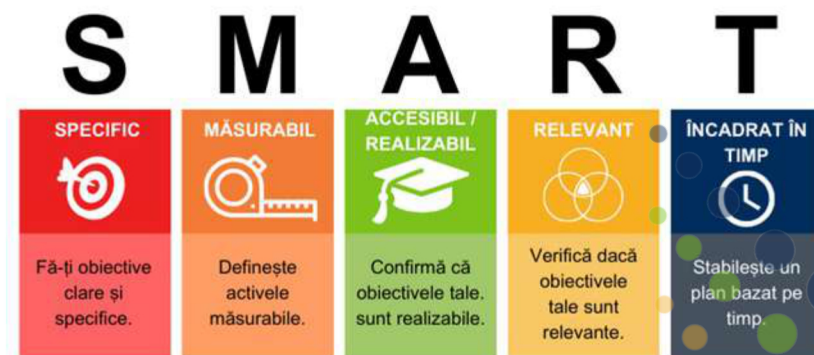 S M A R T
SPECIFIC
Fă-ți obiective
clare și
specifice.
MĂSURABIL
Definește
activele
măsurabile.
ACCESIBIL /
REALIZABIL
Confirmă că
obiectivele tale.
sunt realizabile.
RELEVANT
Verifică dacă
obiectivele
tale sunt
relevante.
ÎNCADRAT ÎN
TIMP
Stabilește un
plan bazat pe
timp.